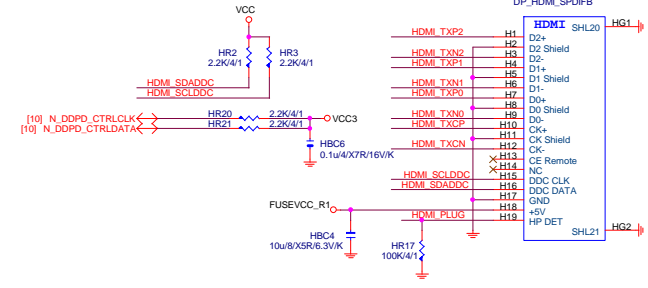 DP_HDMI_SPDIFB
VCC
HDMI
SHL20
HG1
HR2
2.2K/4/1
HR3
2.2K/4/1
HDMI_SDADDC
HDMI_SCLDDC
[10] N_DDPD_CTRLCLK
HR20
2.2K/4/1
VCC3
[10] N_DDPD_CTRLDATA
HR21
2.2K/4/1
HBC6
0.1u/4/X7R/16V/K
HDMI_TXP2 H1 D2+
H2 D2 Shield
HDMI_TXN2 H3 D2-
HDMI_TXP1 H4 D1+
H5 D1 Shield
HDMI_TXN1 H6 D1-
HDMI_TXP0 H7 D0+
H8 D0 Shield
HDMI_TXN0 H9 D0-
HDMI_TXCP H10 CK+
H11 CK Shield
HDMI_TXCN H12 CK-
H13 CE Remote
H14 NC
HDMI_SCLDDC H15 DDC CLK
HDMI_SDADDC H16 DDC DATA
H17 GND
FUSEVCC_R1 H18 +5V
HDMI_PLUG H19 HP DET
SHL21
HG2
HBC4
10u/8/X5R/6.3V/K
HR17
100K/4/1